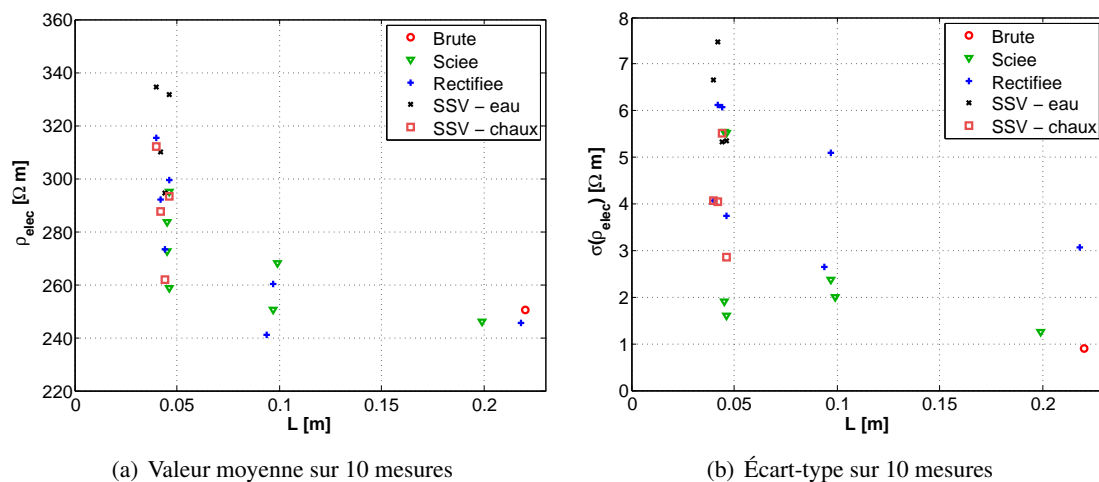 360
340
320
300
280
260
240
220
0
0.05
0.1
0.15
0.2
L [m]
ρelec [Ω m]
Brute
Sciee
Rectifiee
SSV − eau
SSV − chaux
(a) Valeur moyenne sur 10 mesures
8
7
6
5
4
3
2
1
0
0
0.05
0.1
0.15
0.2
L [m]
σ(ρelec) [Ω m]
Brute
Sciee
Rectifiee
SSV − eau
SSV − chaux
(b) Écart-type sur 10 mesures